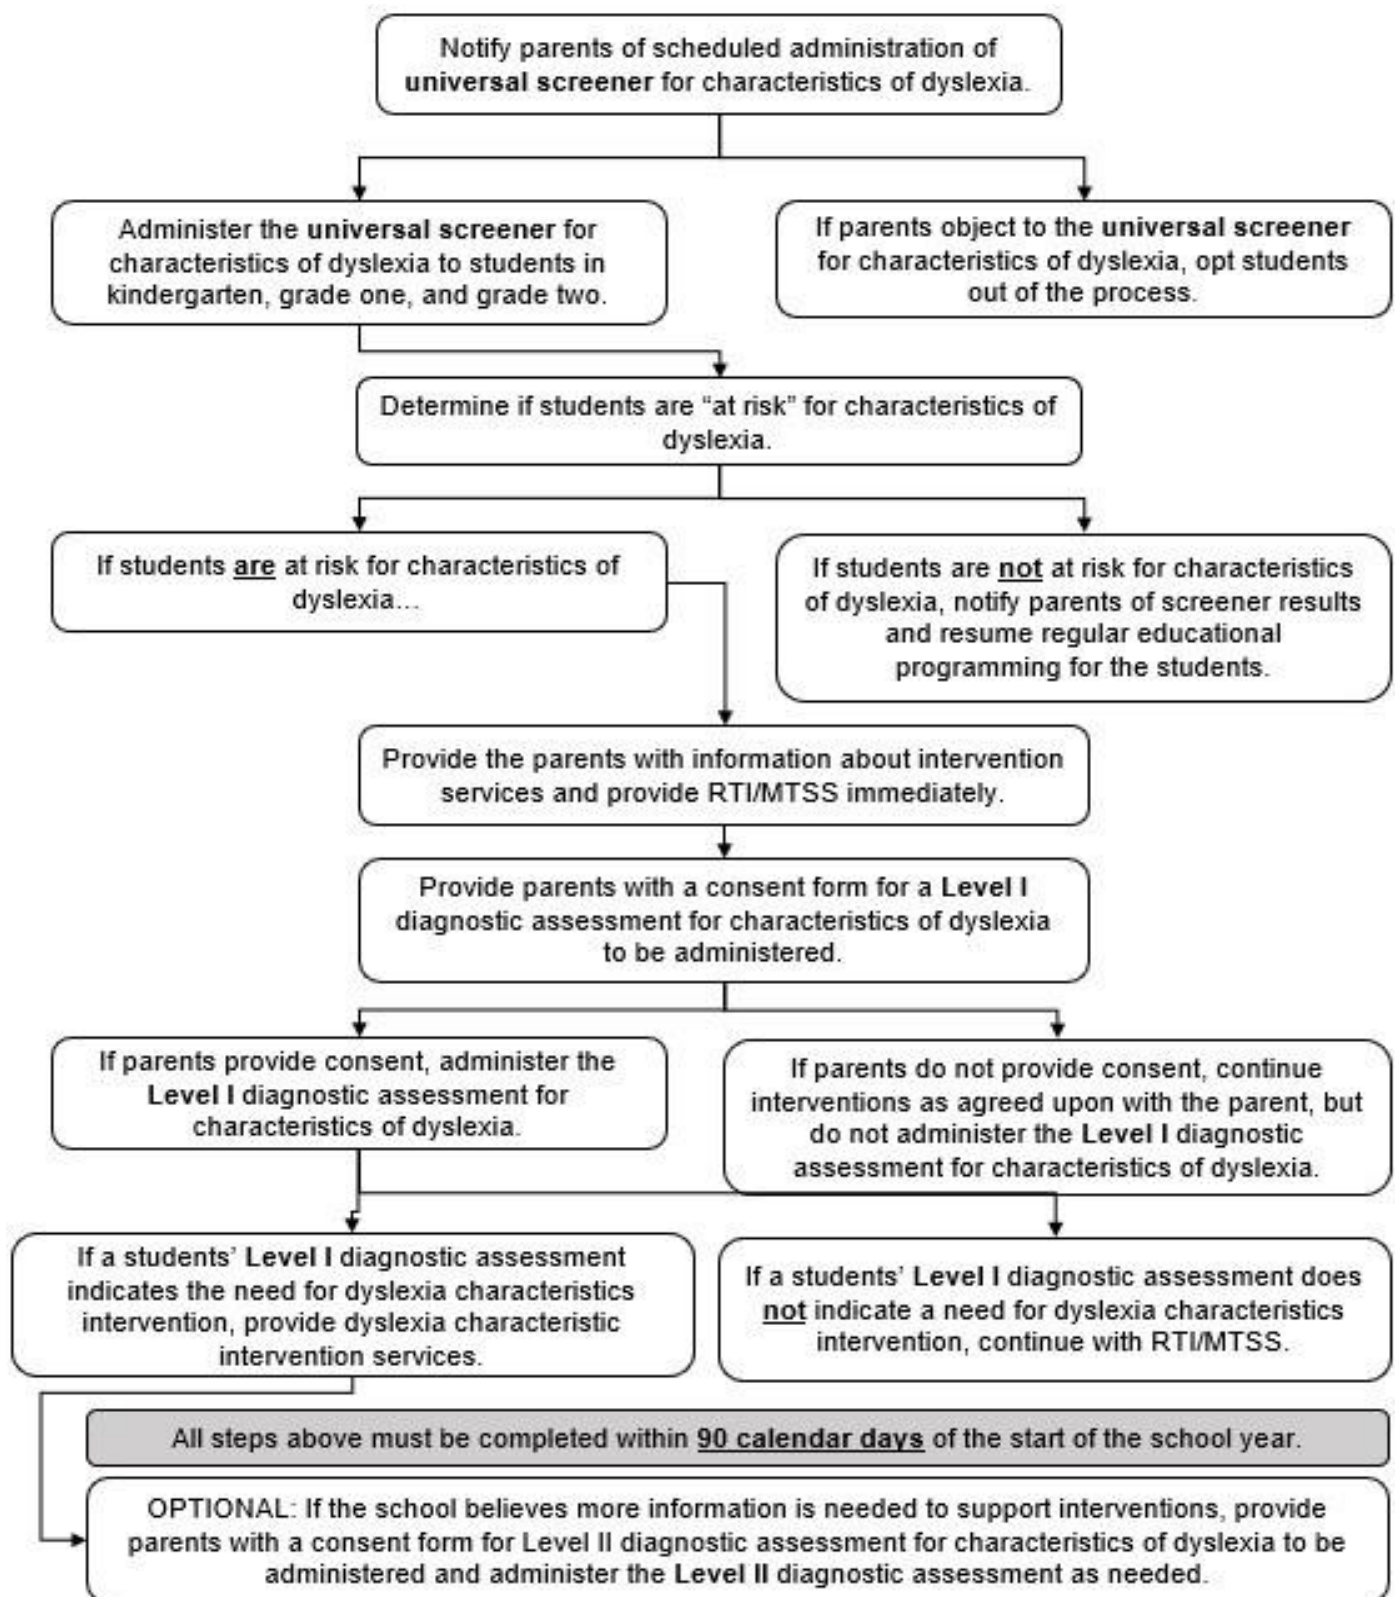 Notify parents of scheduled administration of
universal screener for characteristics of dyslexia.
Administer the universal screener for
characteristics of dyslexia to students in
kindergarten, grade one, and grade two.
If parents object to the universal screener
for characteristics of dyslexia, opt students
out of the process.
Determine if students are “at risk” for characteristics of
dyslexia.
If students are at risk for characteristics of
dyslexia…
If students are not at risk for characteristics
of dyslexia, notify parents of screener results
and resume regular educational
programming for the students.
Provide the parents with information about intervention
services and provide RTI/MTSS immediately.
Provide parents with a consent form for a Level I
diagnostic assessment for characteristics of dyslexia
to be administered.
If parents provide consent, administer the
Level I diagnostic assessment for
characteristics of dyslexia.
If parents do not provide consent, continue
interventions as agreed upon with the parent, but
do not administer the Level I diagnostic
assessment for characteristics of dyslexia.
If a students’ Level I diagnostic assessment
indicates the need for dyslexia characteristics
intervention, provide dyslexia characteristic
intervention services.
If a students’ Level I diagnostic assessment does
not indicate a need for dyslexia characteristics
intervention, continue with RTI/MTSS.
All steps above must be completed within 90 calendar days of the start of the school year.
OPTIONAL: If the school believes more information is needed to support interventions, provide
parents with a consent form for Level II diagnostic assessment for characteristics of dyslexia to be
administered and administer the Level II diagnostic assessment as needed.